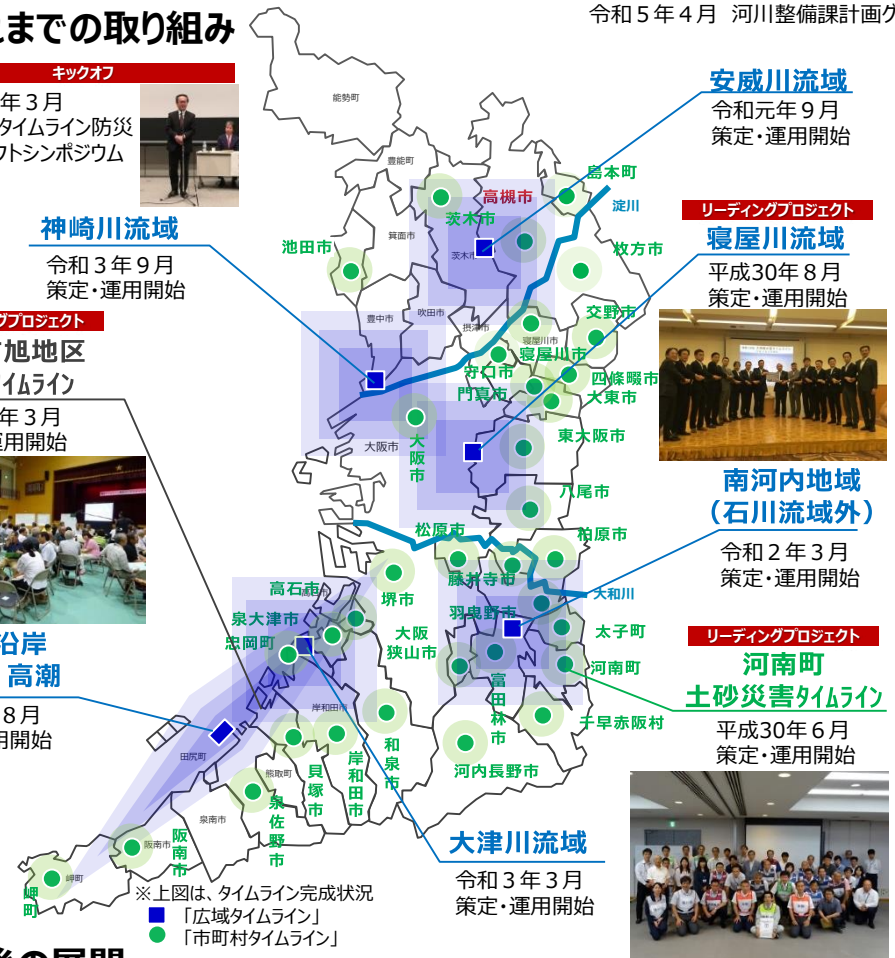 れまでの取り組み
令和５年４月 河川整備課計画グ
キックオフ
年３月
タイムライン防災
クトシンポジウム
安威川流域
令和元年９月
策定・運用開始
神崎川流域
令和３年９月
策定・運用開始
リーディングプロジェクト
寝屋川流域
平成30年８月
策定・運用開始
グプロジェクト
旭地区
タイムライン
年３月
運用開始
南河内地域
（石川流域外）
令和２年３月
策定・運用開始
リーディングプロジェクト
河南町
土砂災害タイムライン
平成30年６月
策定・運用開始
沿岸
高潮
８月
用開始
大津川流域
令和３年３月
策定・運用開始
能勢町
豊能町
島本町
高槻市
淀川
茨木市
茨木市
箕面市
池田市
枚方市
豊中市
吹田市
摂津市
交野市
寝屋川市
寝屋川市
守口市
四條畷市
門真市
大東市
大阪市
大阪市
東大阪市
八尾市
松原市
柏原市
藤井寺市
大和川
高石市
堺市
羽曳野市
泉大津市
太子町
忠岡町
大阪
狭山市
河南町
富田林市
千早赤阪村
岸和田市
和泉市
河内長野市
田尻町
熊取町
貝塚市
岸和田市
泉佐野市
泉南市
阪南市
阪南市
岬町
岬町
※上図は、タイムライン完成状況
「広域タイムライン」
「市町村タイムライン」
後の展開